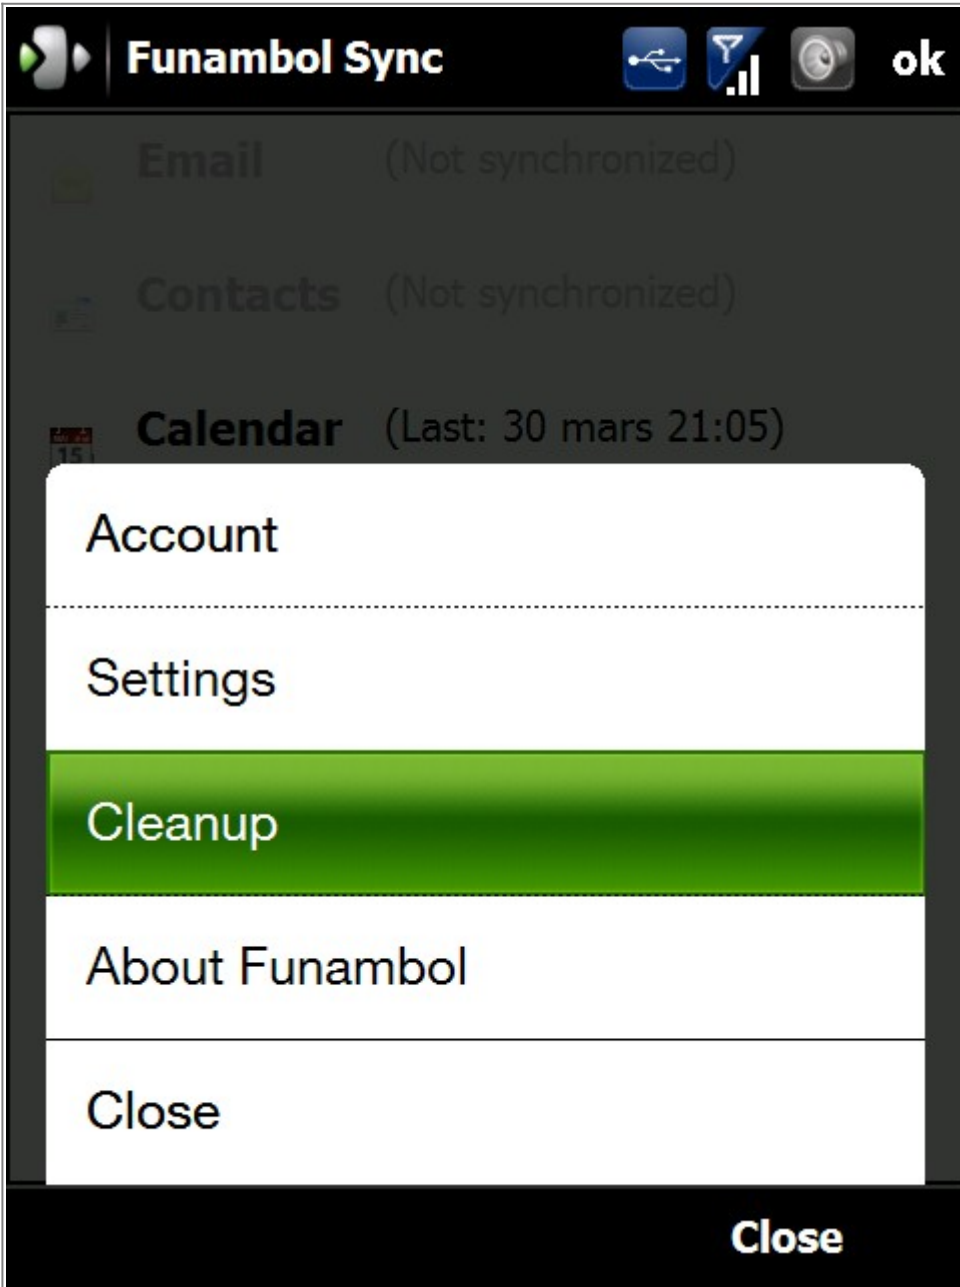 Funambol Sync ok
Email (Not synchronized)
Contacts (Not synchronized)
Calendar (Last: 30 mars 21:05)
15
Account
Settings
Cleanup
About Funambol
Close
Close